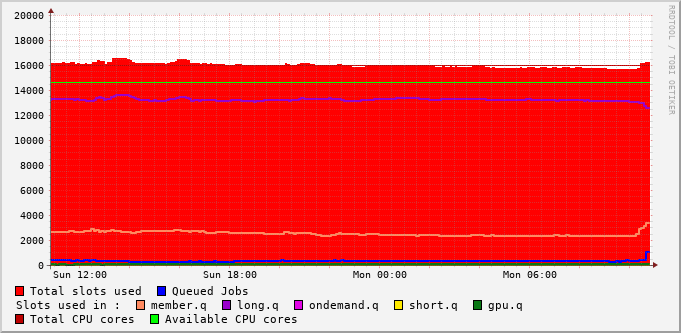 20000
18000
16000
14000
12000
10000
8000
6000
4000
2000
0
Sun 12:00 Sun 18:00 Mon 00:00 Mon 06:00
RRDTOOL / TOBI OETIKER
Total slots used Queued Jobs
Slots used in : member.q long.q ondemand.q short.q gpu.q
Total CPU cores Available CPU cores